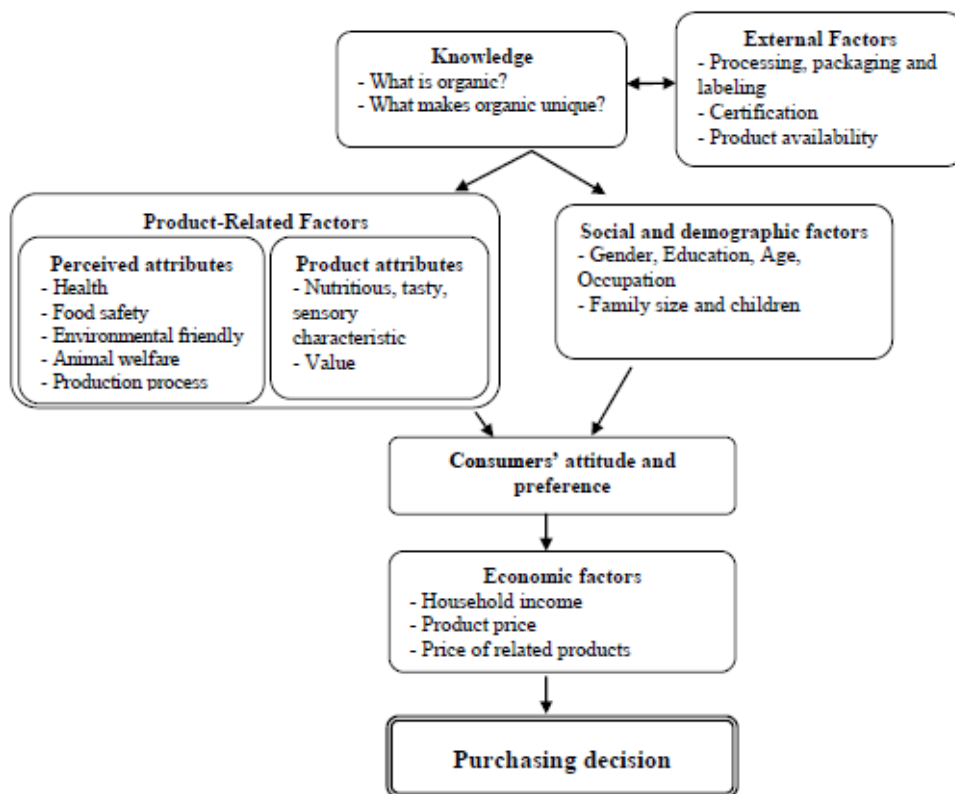 Knowledge
- What is organic?
- What makes organic unique?
External Factors
- Processing, packaging and
labeling
- Certification
- Product availability
Product-Related Factors
Perceived attributes
- Health
- Food safety
- Environmental friendly
- Animal welfare
- Production process
Product attributes
- Nutritious, tasty,
sensory
characteristic
- Value
Social and demographic factors
- Gender, Education, Age,
Occupation
- Family size and children
Consumers’ attitude and
preference
Economic factors
- Household income
- Product price
- Price of related products
Purchasing decision